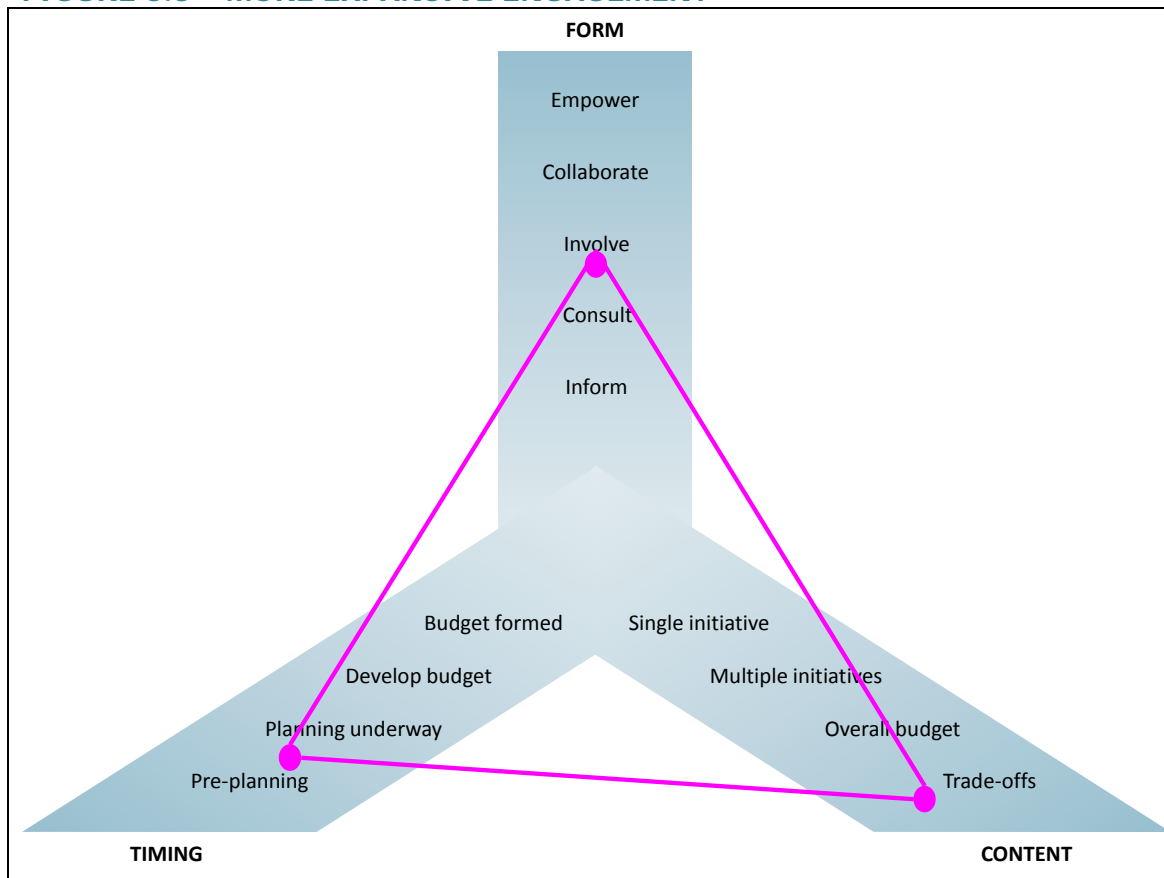 FORM
Empower
Collaborate
Involve
Consult
Inform
Budget formed
Single initiative
Develop budget
Multiple initiatives
Planning underway
Overall budget
Pre-planning
Trade-offs
TIMING
CONTENT